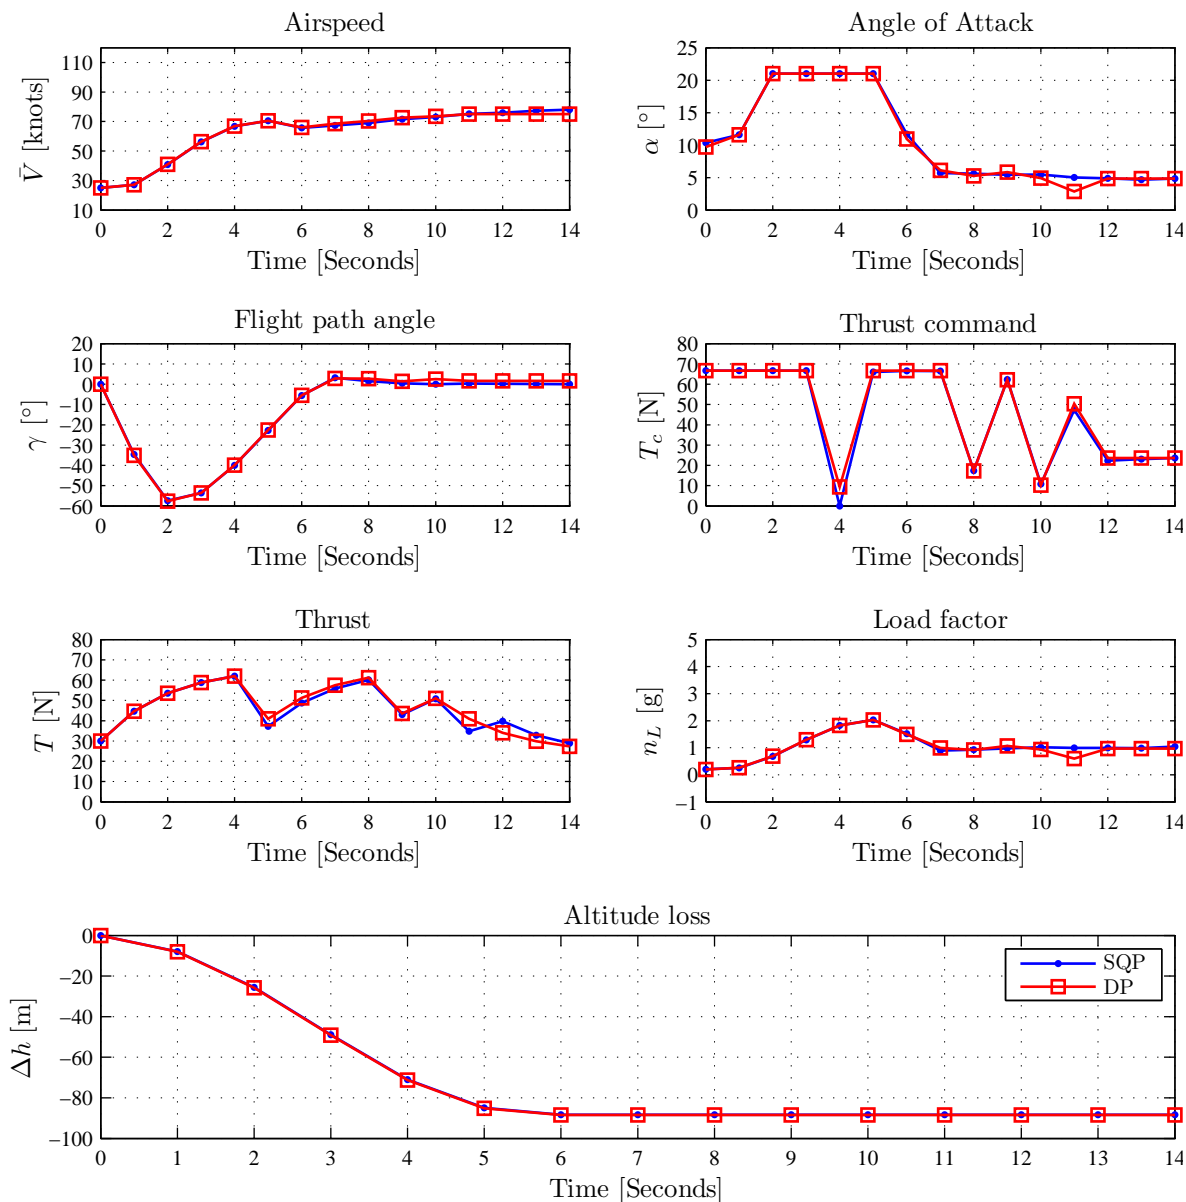 Airspeed
110
90
70
50
30
10
V̄ [knots]
0 2 4 6 8 10 12 14
Time [Seconds]
Angle of Attack
25
20
15
10
5
0
α [°]
0 2 4 6 8 10 12 14
Time [Seconds]
Flight path angle
20
10
0
−10
−20
−30
−40
−50
−60
γ [°]
0 2 4 6 8 10 12 14
Time [Seconds]
Thrust command
80
70
60
50
40
30
20
10
0
T_c [N]
0 2 4 6 8 10 12 14
Time [Seconds]
Thrust
80
70
60
50
40
30
20
10
0
T [N]
0 2 4 6 8 10 12 14
Time [Seconds]
Load factor
5
4
3
2
1
0
−1
n_L [g]
0 2 4 6 8 10 12 14
Time [Seconds]
Altitude loss
0
−20
−40
−60
−80
−100
Δh [m]
SQP
DP
0 1 2 3 4 5 6 7 8 9 10 11 12 13 14
Time [Seconds]